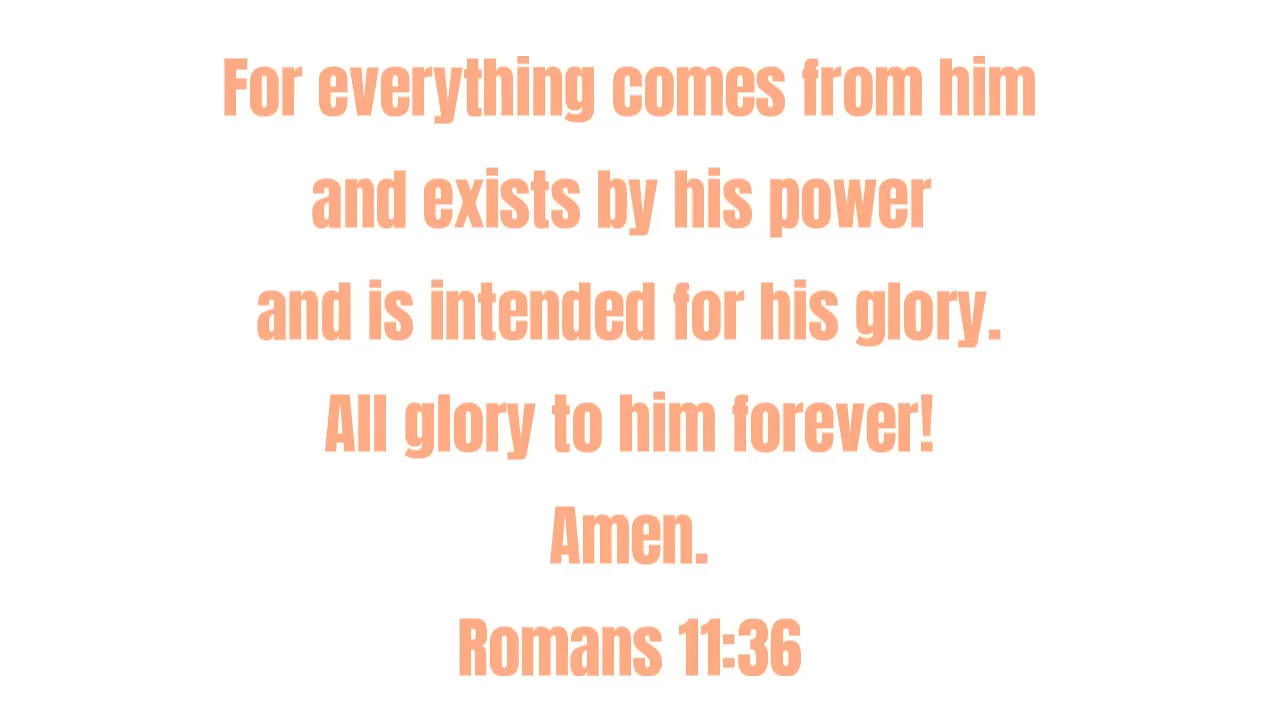 For everything comes from him
and exists by his power
and is intended for his glory.
All glory to him forever!
Amen.
Romans 11:36